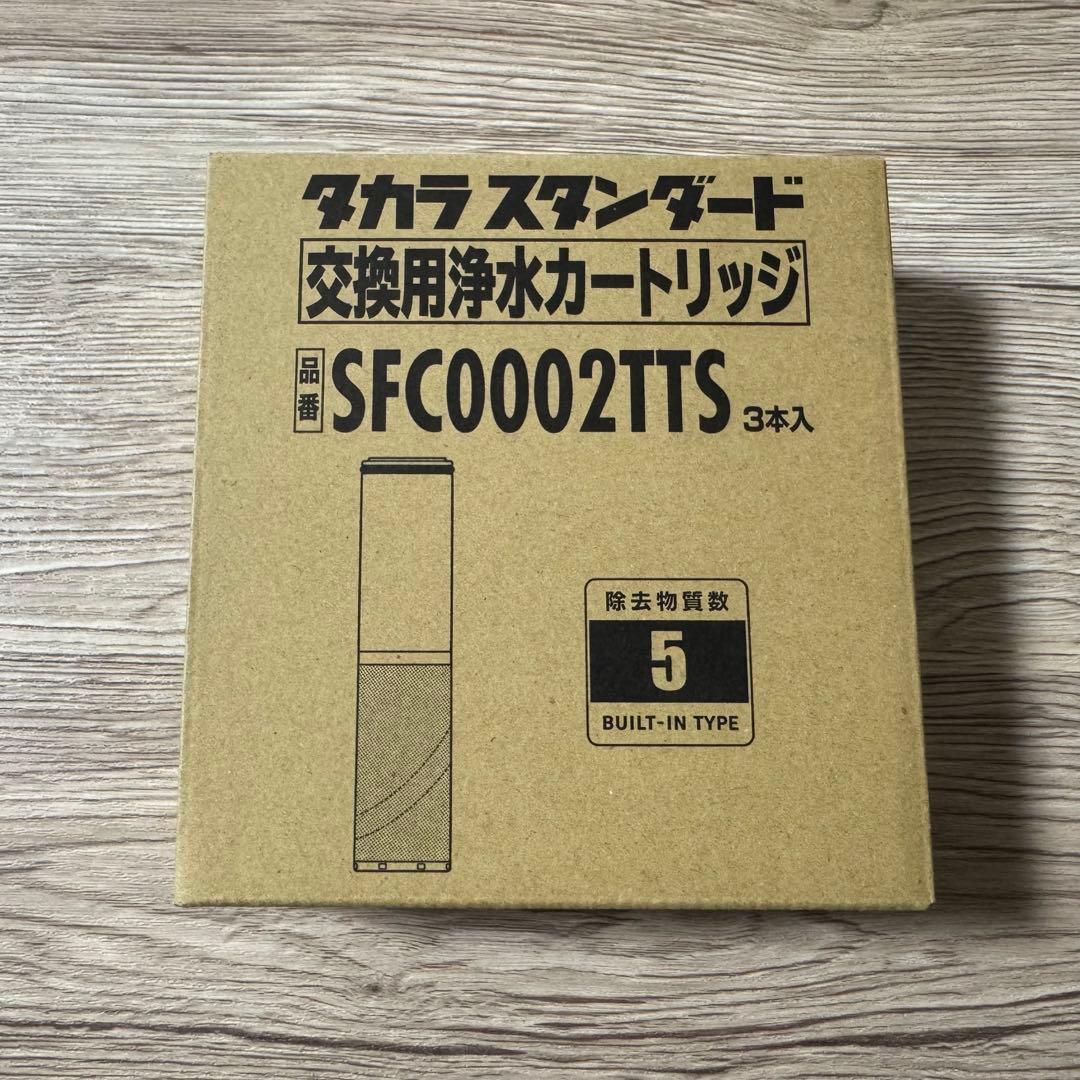 タカラスタンダード
交換用浄水カートリッジ
品番 SFC0002TTS 3本入
除去物質数
5
BUILT-IN TYPE